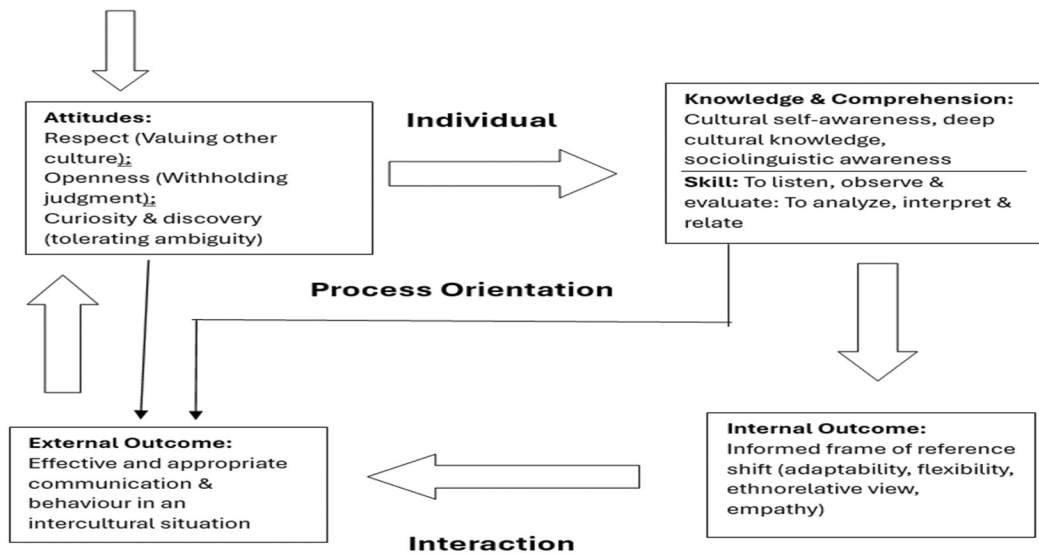 Attitudes:
Respect (Valuing other
culture);
Openness (Withholding
judgment);
Curiosity & discovery
(tolerating ambiguity)
Individual
Knowledge & Comprehension:
Cultural self-awareness, deep
cultural knowledge,
sociolinguistic awareness
Skill: To listen, observe &
evaluate: To analyze, interpret &
relate
Process Orientation
External Outcome:
Effective and appropriate
communication &
behaviour in an
intercultural situation
Internal Outcome:
Informed frame of reference
shift (adaptability, flexibility,
ethnorelative view,
empathy)
Interaction